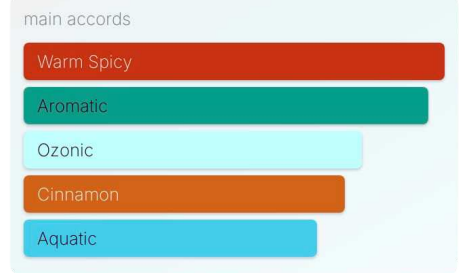 main accords
Warm Spicy
Aromatic
Ozonic
Cinnamon
Aquatic